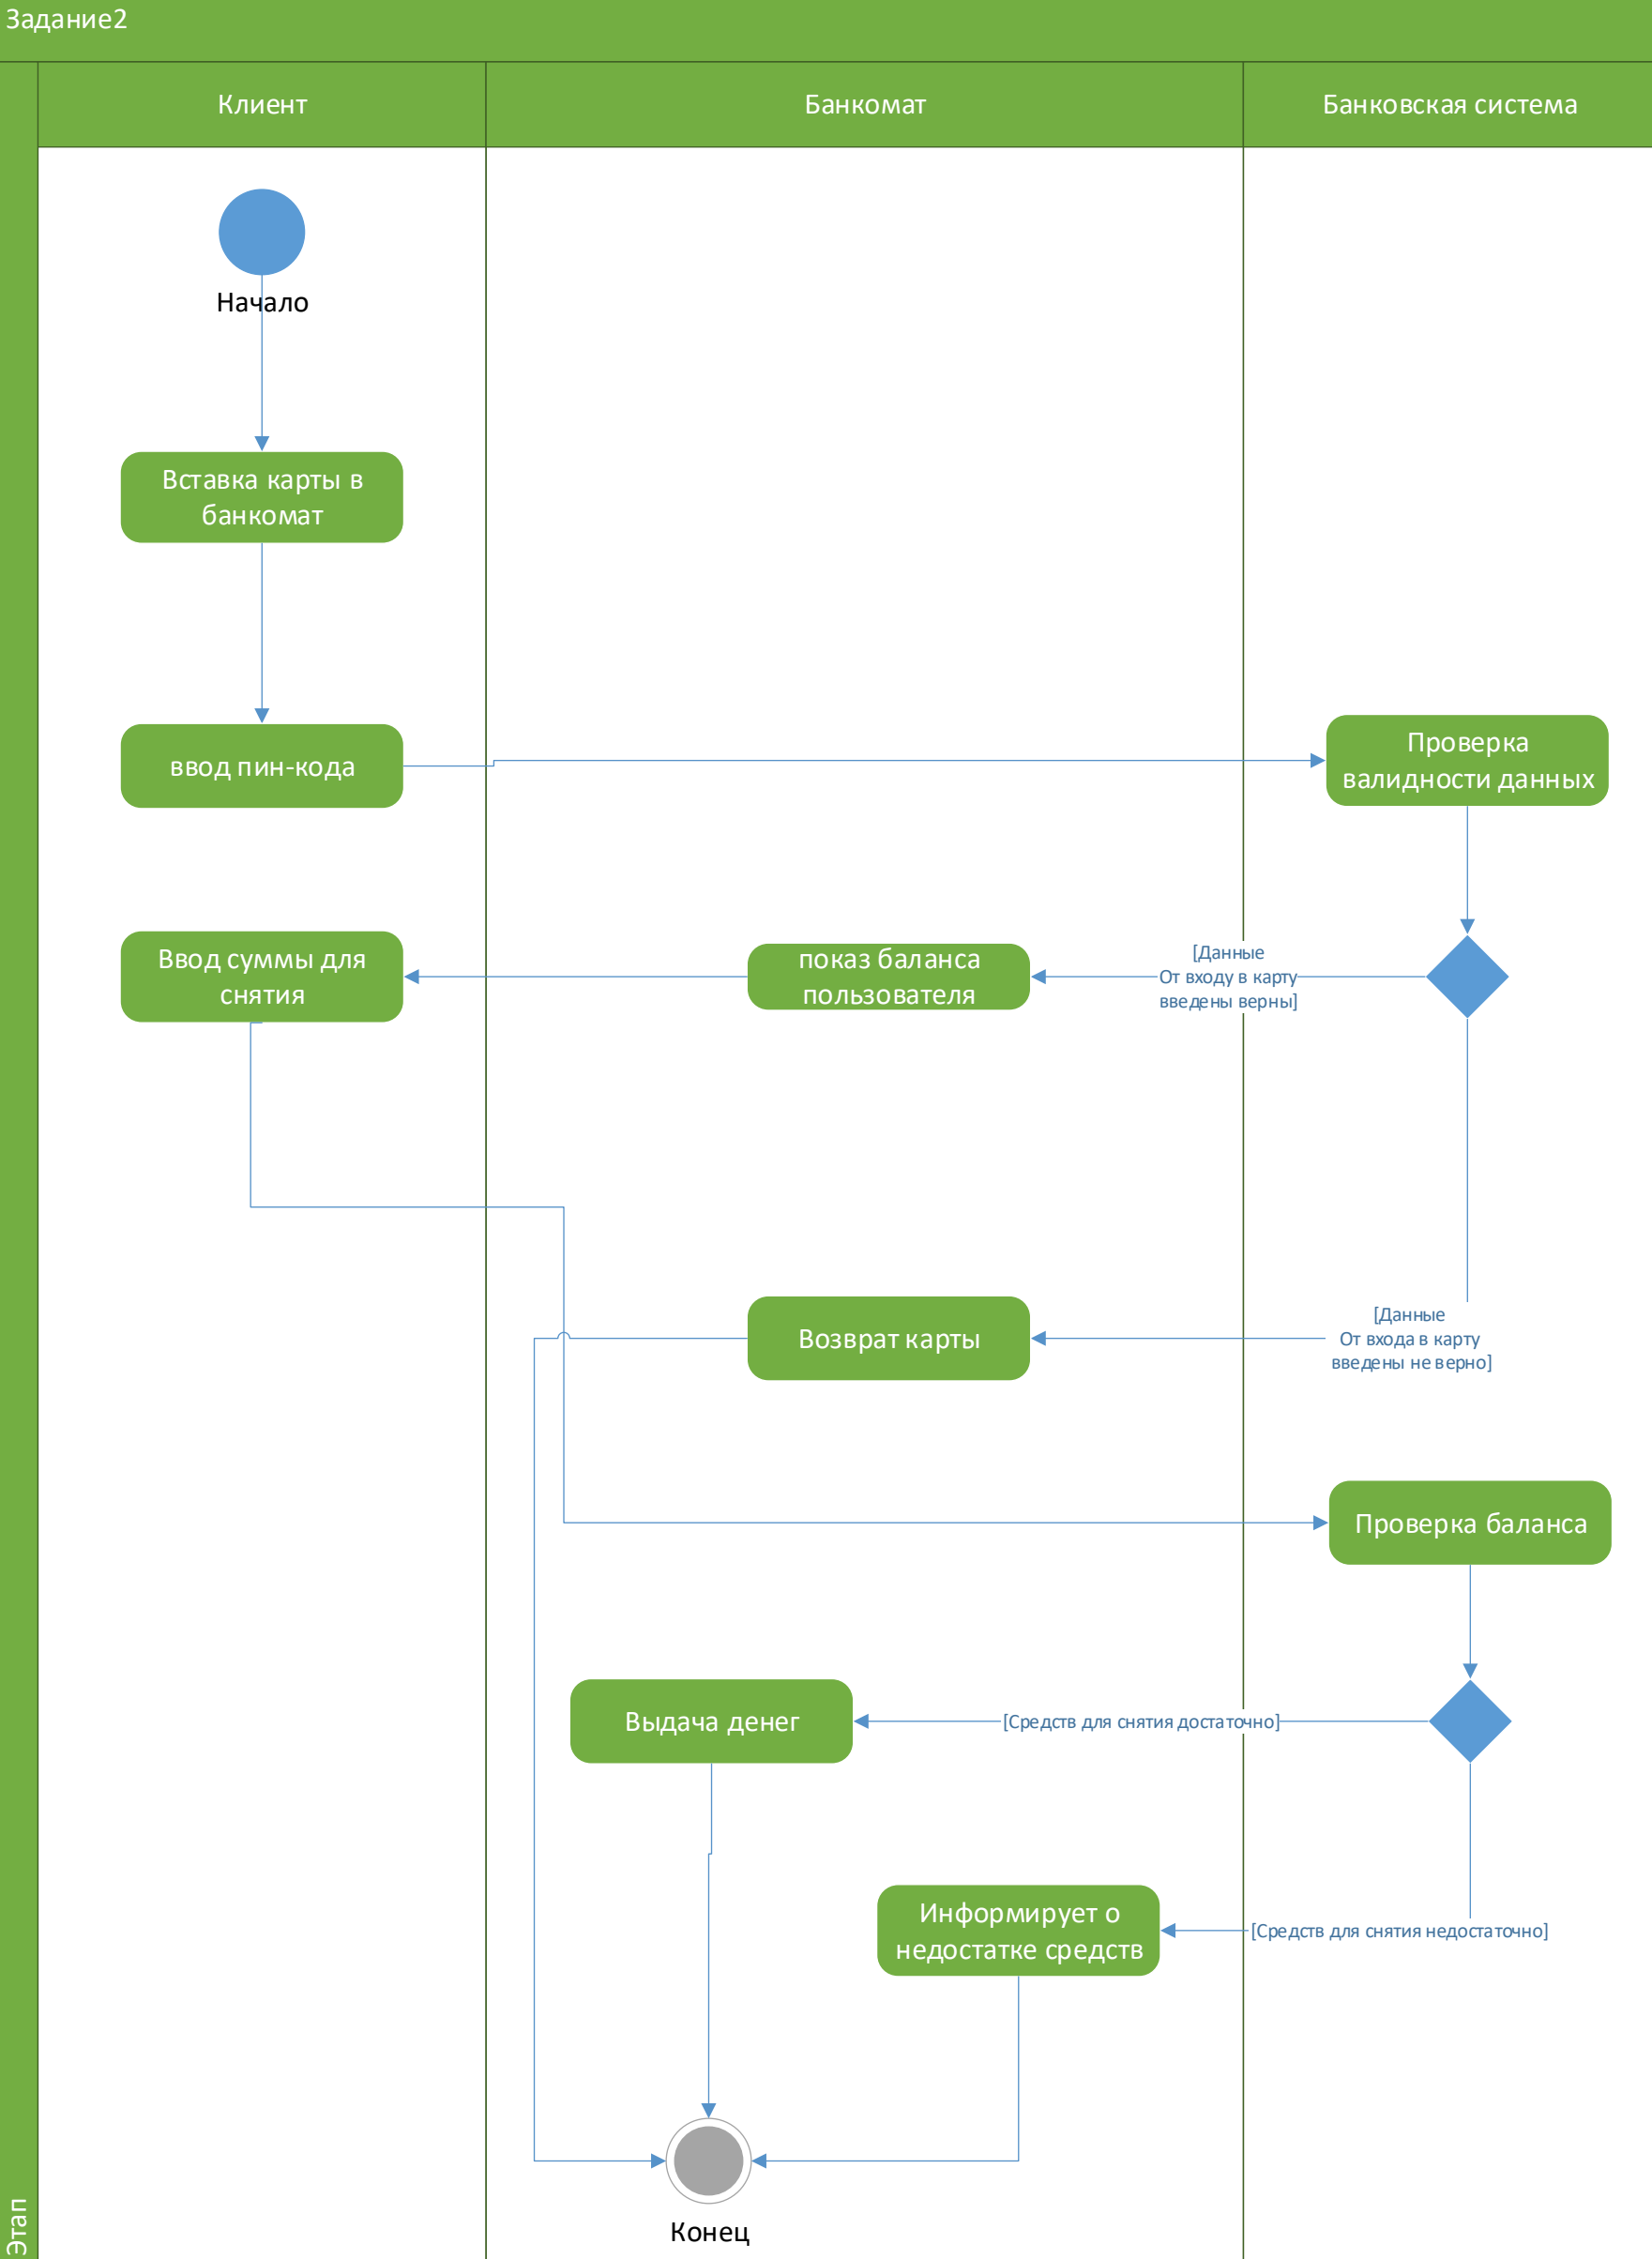 Задание2
Клиент
Банкомат
Банковская система
Начало
Вставка карты в
банкомат
ввод пин-кода
Проверка
валидности данных
Ввод суммы для
снятия
показ баланса
пользователя
[Данные
От входу в карту
введены верны]
Возврат карты
[Данные
От входа в карту
введены не верно]
Проверка баланса
Выдача денег
[Средств для снятия достаточно]
Информирует о
недостатке средств
[Средств для снятия недостаточно]
Конец
Этап